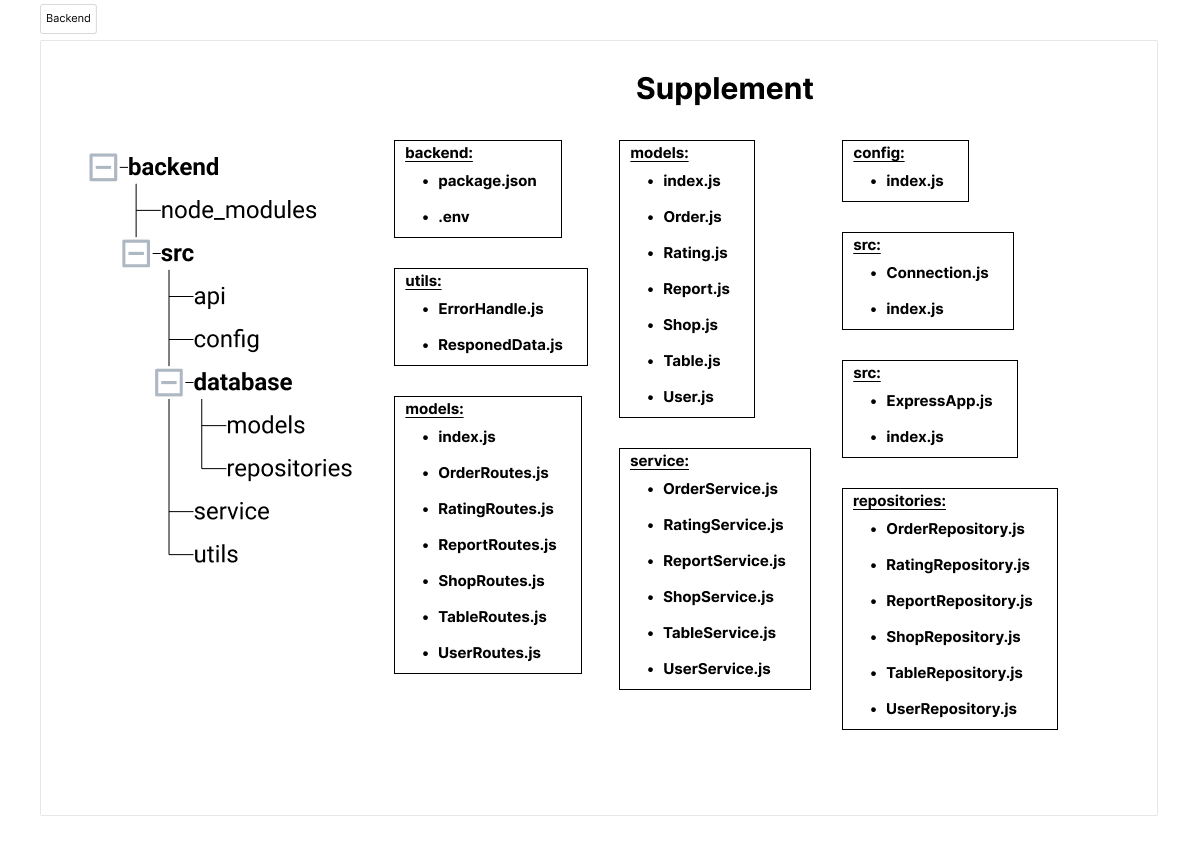 Backend
Supplement
backend
node_modules
src
api
config
database
models
repositories
service
utils
backend:
package.json
.env
utils:
ErrorHandle.js
ResponedData.js
models:
index.js
OrderRoutes.js
RatingRoutes.js
ReportRoutes.js
ShopRoutes.js
TableRoutes.js
UserRoutes.js
models:
index.js
Order.js
Rating.js
Report.js
Shop.js
Table.js
User.js
service:
OrderService.js
RatingService.js
ReportService.js
ShopService.js
TableService.js
UserService.js
config:
index.js
src:
Connection.js
index.js
src:
ExpressApp.js
index.js
repositories:
OrderRepository.js
RatingRepository.js
ReportRepository.js
ShopRepository.js
TableRepository.js
UserRepository.js